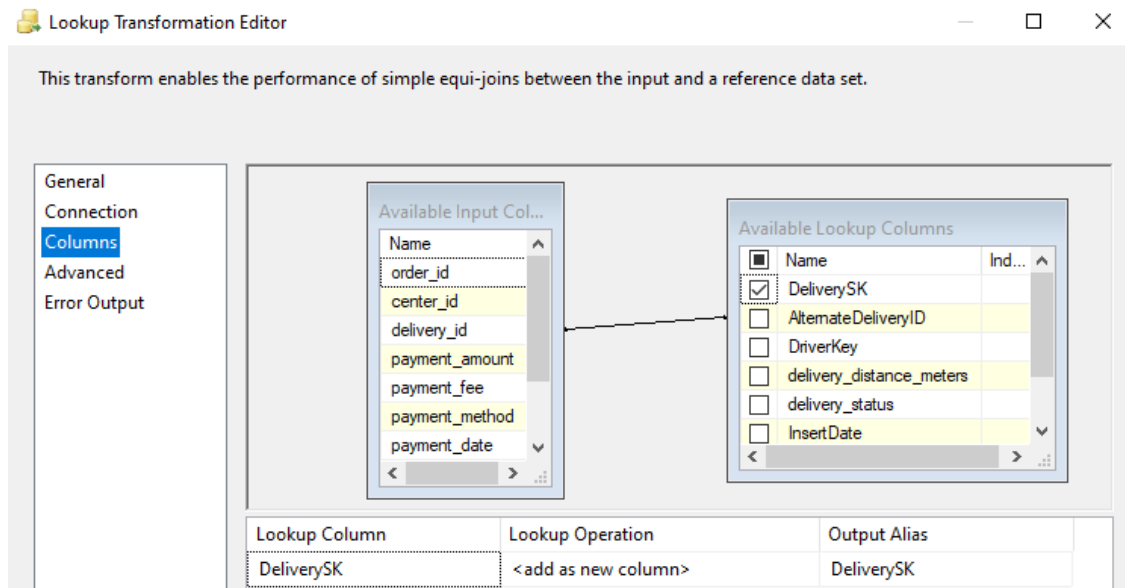 Lookup Transformation Editor
This transform enables the performance of simple equi-joins between the input and a reference data set.
General
Connection
Columns
Advanced
Error Output
Available Input Col...
Name
order_id
center_id
delivery_id
payment_amount
payment_fee
payment_method
payment_date
Available Lookup Columns
Name Ind...
DeliverySK
AlternateDeliveryID
DriverKey
delivery_distance_meters
delivery_status
InsertDate
Lookup Column Lookup Operation Output Alias
DeliverySK <add as new column> DeliverySK